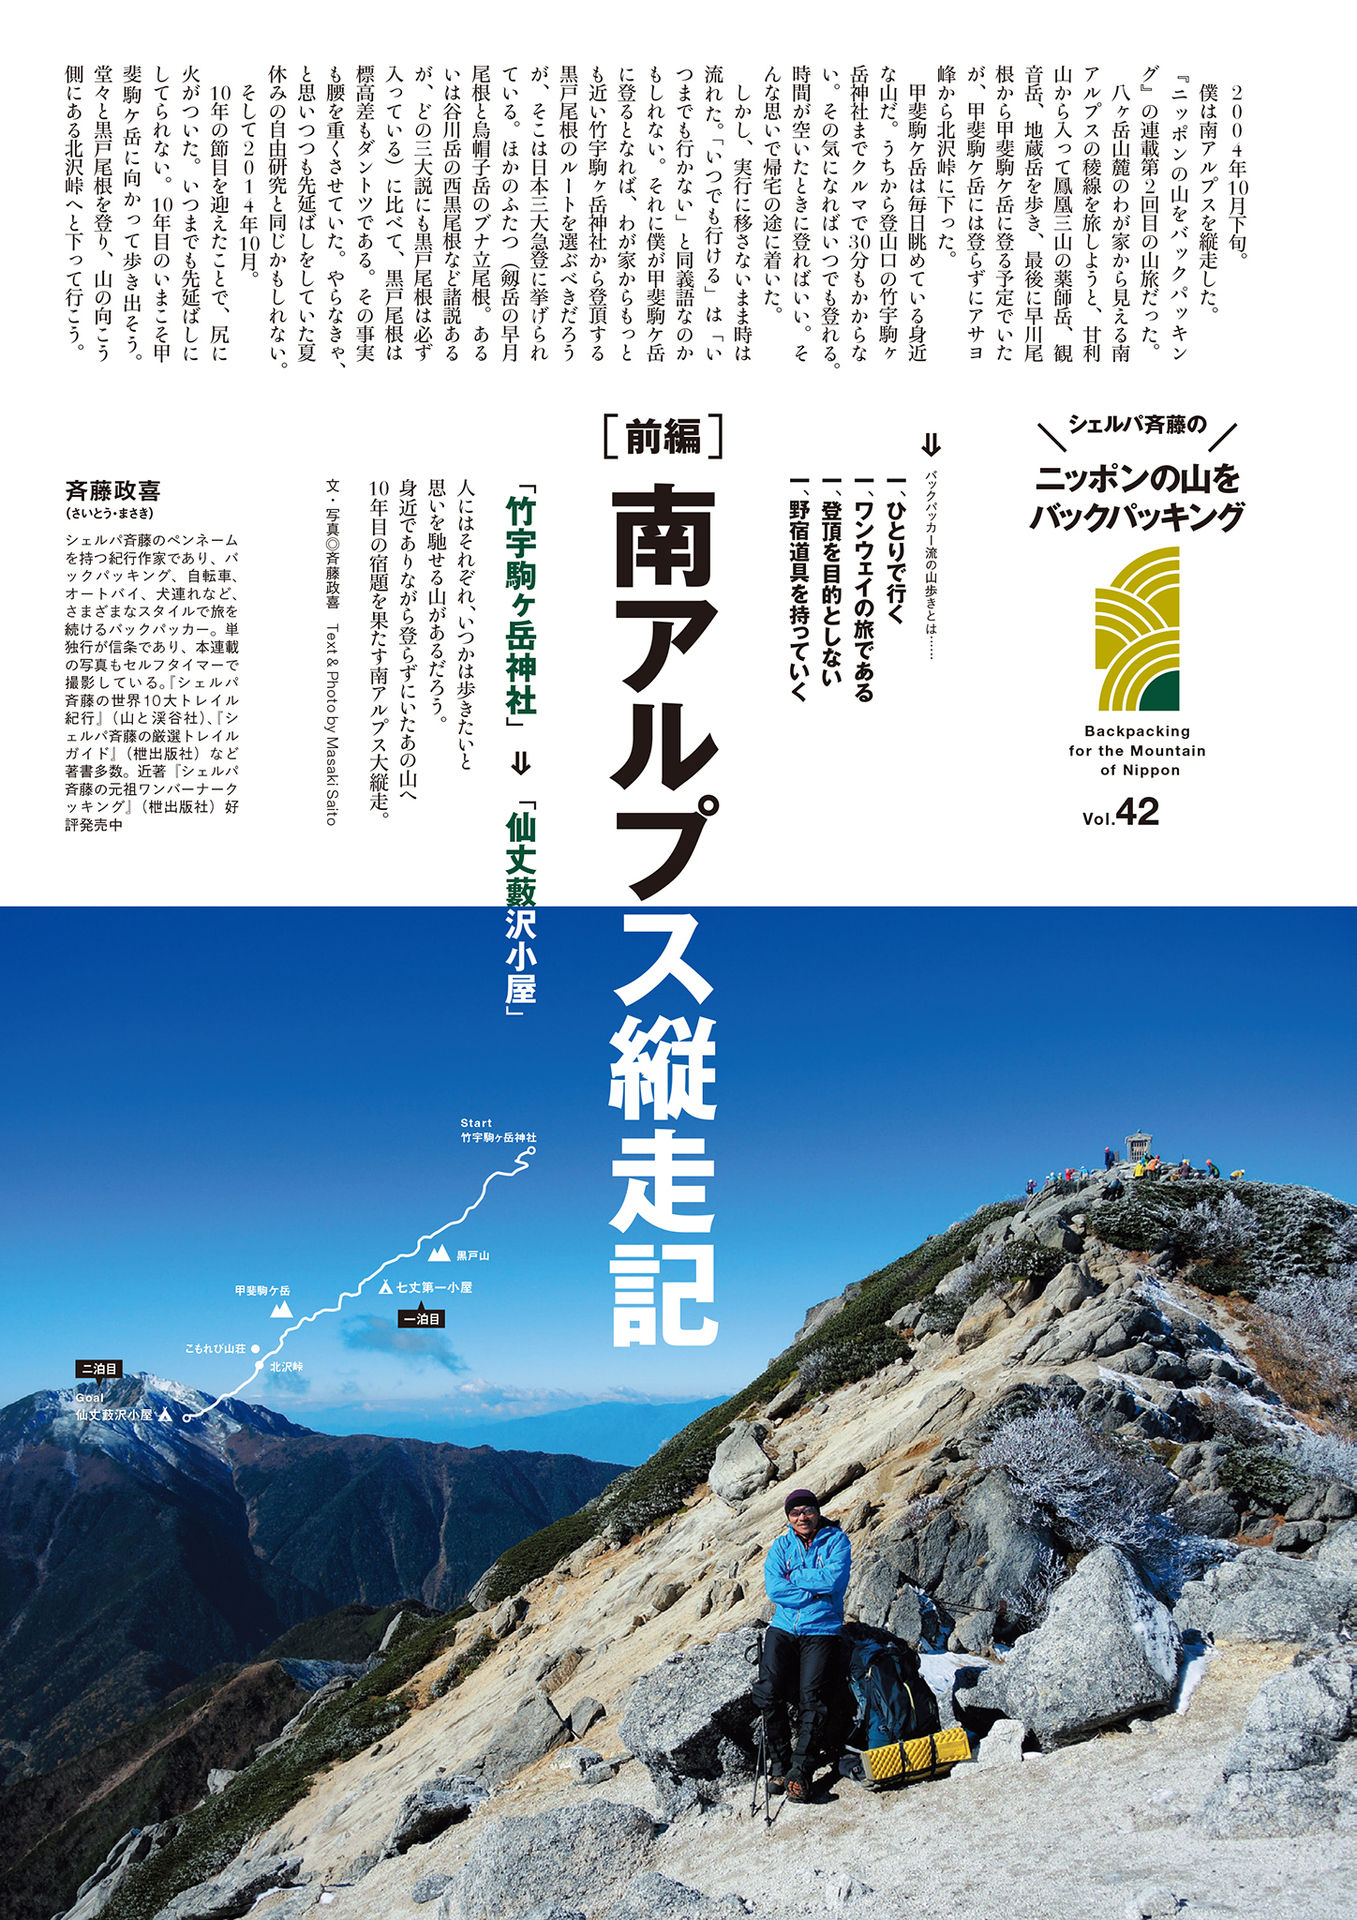 2004年10月下旬。
僕は南アルプスを縦走した。
『ニッポンの山をバックパッキン
グ』の連載第2回目の山旅だった。
八ヶ岳山麓のわが家から見える南
アルプスの稜線を旅しようと、甘利
山から入って鳳凰三山の薬師岳、観
音岳、地蔵岳を歩き、最後に早川尾
根から甲斐駒ケ岳に登る予定でいた
が、甲斐駒ケ岳には登らずにアサヨ
峰から北沢峠に下った。
甲斐駒ケ岳は毎日眺めている身近
な山だ。うちから登山口の竹宇駒ヶ
岳神社までクルマで30分もかからな
い。その気になればいつでも登れる。
時間が空いたときに登ればいい。そ
んな思いで帰宅の途に着いた。
しかし、実行に移さないまま時は
流れた。「いつでも行ける」は「い
つまでも行かない」と同義語なのか
もしれない。それに僕が甲斐駒ケ岳
に登るとなれば、わが家からもっと
も近い竹宇駒ヶ岳神社から登頂する
黒戸尾根のルートを選ぶべきだろう
が、そこは日本三大急登に挙げられ
ている。ほかのふたつ（剱岳の早月
尾根と烏帽子岳のブナ立尾根。ある
いは谷川岳の西黒尾根など諸説ある
が、どの三大説にも黒戸尾根は必ず
入っている）に比べて、黒戸尾根は
標高差もダントツである。その事実
も腰を重くさせていた。やらなきゃ、
と思いつつも先延ばしをしていた夏
休みの自由研究と同じかもしれない。
そして2014年10月。
10年の節目を迎えたことで、尻に
火がついた。いつまでも先延ばしに
してられない。10年目のいまこそ甲
斐駒ケ岳に向かって歩き出そう。
堂々と黒戸尾根を登り、山の向こう
側にある北沢峠へと下って行こう。
シェルパ斉藤の
ニッポンの山を
バックパッキング
Backpacking
for the Mountain
of Nippon
Vol.42
⇓
バックパッカー流の山歩きとは……
一、ひとりで行く
一、ワンウェイの旅である
一、登頂を目的としない
一、野宿道具を持っていく
［前編］
南アルプス縦走記
「竹宇駒ヶ岳神社」⇓「仙丈藪沢小屋」
人にはそれぞれ、いつかは歩きたいと
思いを馳せる山があるだろう。
身近でありながら登らずにいたあの山へ
10年目の宿題を果たす南アルプス大縦走。
文・写真◎斉藤政喜 Text & Photo by Masaki Saito
斉藤政喜
（さいとう・まさき）
シェルパ斉藤のペンネーム
を持つ紀行作家であり、バ
ックパッキング、自転車、
オートバイ、犬連れなど、
さまざまなスタイルで旅を
続けるバックパッカー。単
独行が信条であり、本連載
の写真もセルフタイマーで
撮影している。『シェルパ
斉藤の世界10大トレイル
紀行』（山と渓谷社）、『シ
ェルパ斉藤の厳選トレイル
ガイド』（枻出版社）など
著書多数。近著『シェルパ
斉藤の元祖ワンバーナーク
ッキング』（枻出版社）好
評発売中
Start
竹宇駒ヶ岳神社
黒戸山
七丈第一小屋
一泊目
甲斐駒ケ岳
こもれび山荘
北沢峠
二泊目
Goal
仙丈藪沢小屋